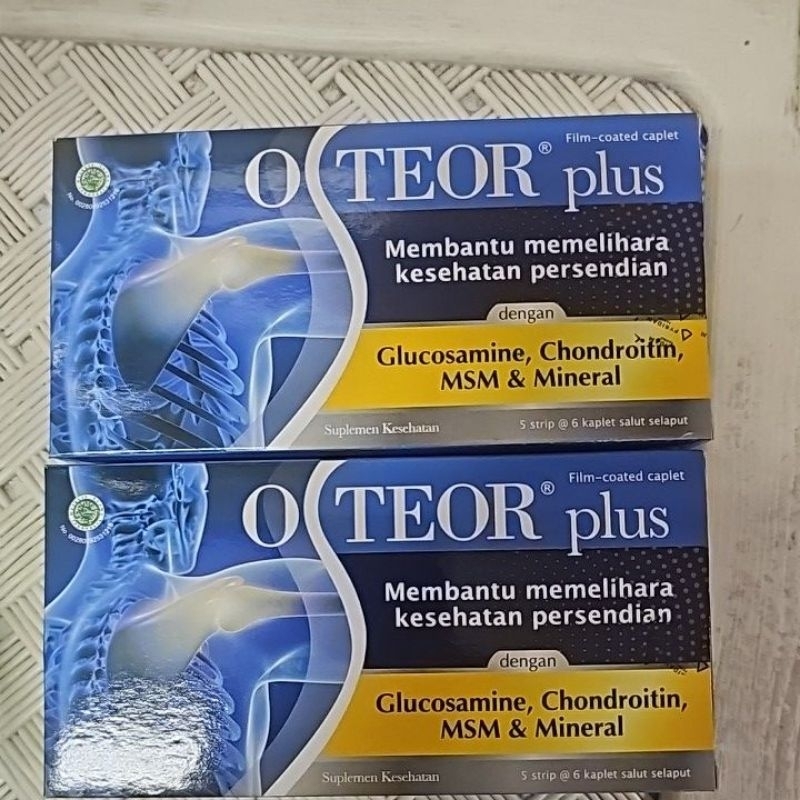 Film-coated caplet
OSTEOR® plus
Membantu memelihara
kesehatan persendian
dengan
Glucosamine, Chondroitin,
MSM & Mineral
Suplemen Kesehatan
5 strip @ 6 kaplet salut selaput
Film-coated caplet
OSTEOR® plus
Membantu memelihara
kesehatan persendian
dengan
Glucosamine, Chondroitin,
MSM & Mineral
Suplemen Kesehatan
5 strip @ 6 kaplet salut selaput